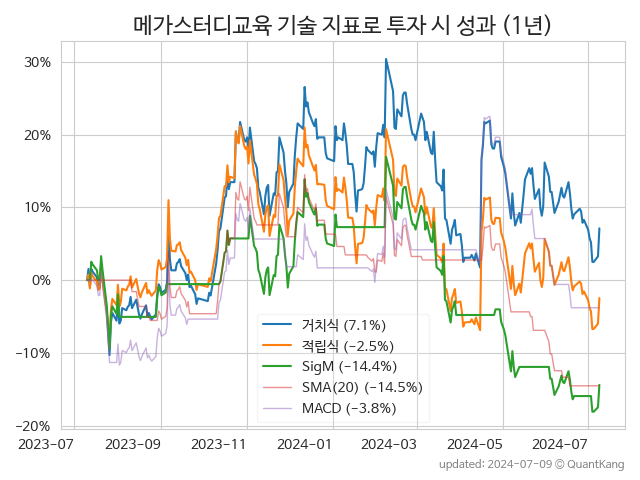 메가스터디교육 기술 지표로 투자 시 성과 (1년)
30%
20%
10%
0%
−10%
−20%
거치식 (7.1%)
적립식 (−2.5%)
SigM (−14.4%)
SMA(20) (−14.5%)
MACD (−3.8%)
2023-07 2023-09 2023-11 2024-01 2024-03 2024-05 2024-07
updated: 2024-07-09 ⓒ QuantKang